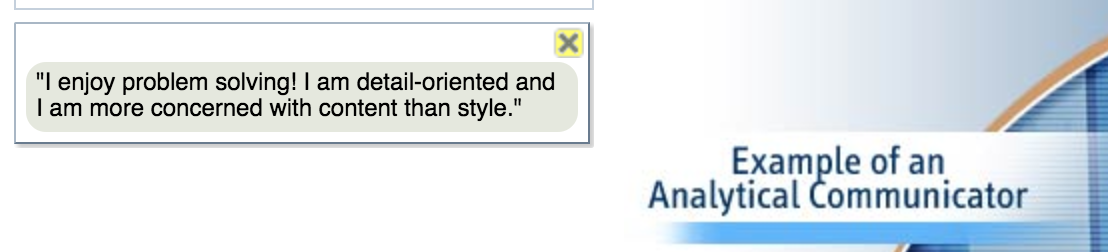 "I enjoy problem solving! I am detail-oriented and
I am more concerned with content than style."
Example of an
Analytical Communicator